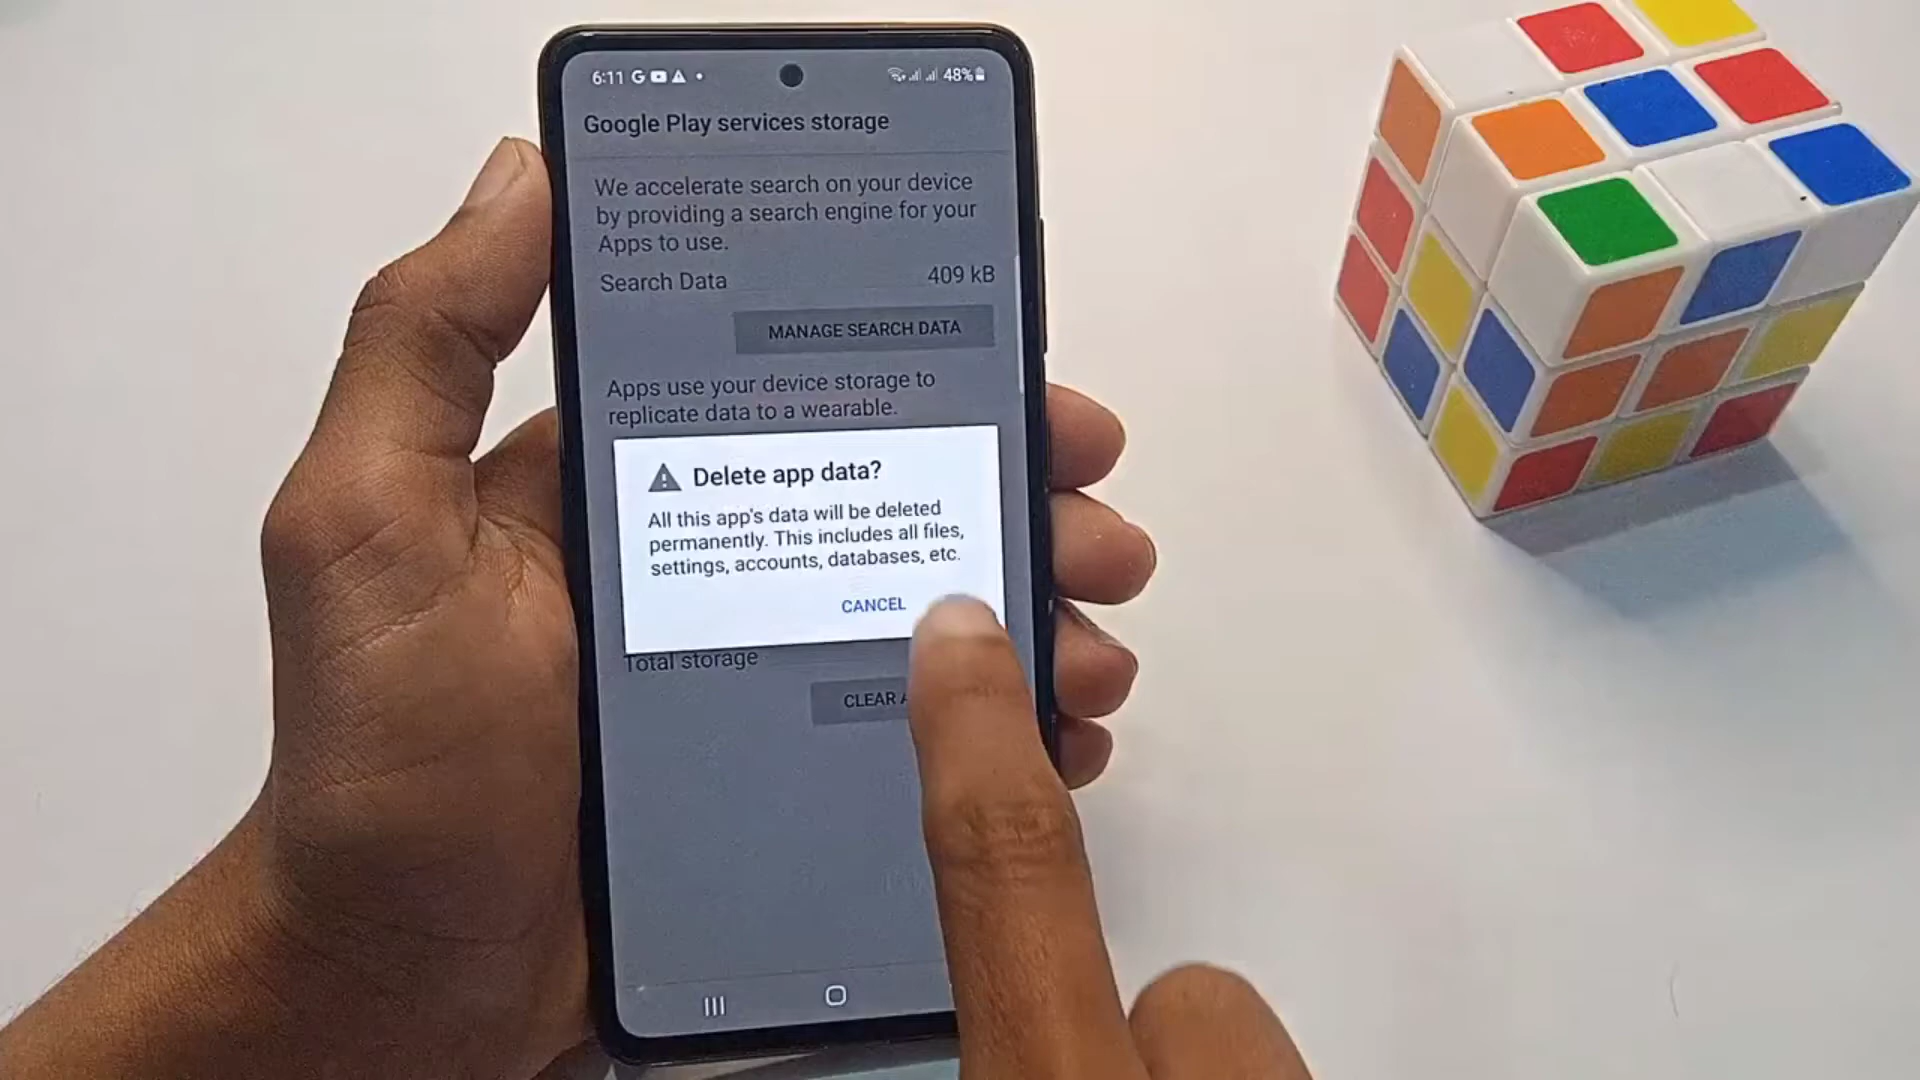 6:11 G 48%
Google Play services storage
We accelerate search on your device
by providing a search engine for your
Apps to use.
Search Data 409 kB
MANAGE SEARCH DATA
Apps use your device storage to
replicate data to a wearable.
Delete app data?
All this app's data will be deleted
permanently. This includes all files,
settings, accounts, databases, etc.
CANCEL
Total storage
CLEAR